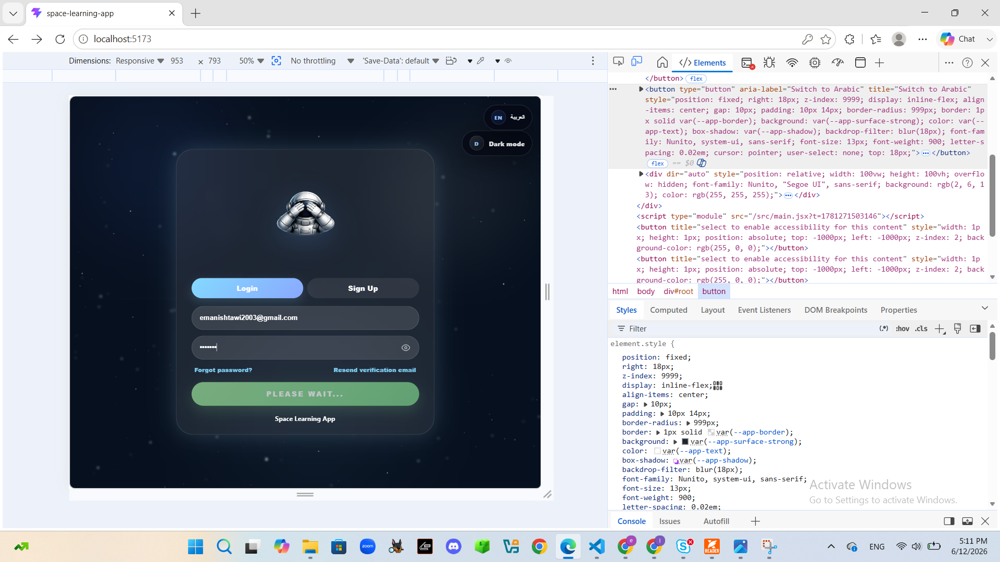 space-learning-app
localhost:5173
Chat
Dimensions: Responsive 953 × 793 50% No throttling 'Save-Data': default
EN العربية
D Dark mode
Login Sign Up
emanishtawi2003@gmail.com
•••••••
Forgot password? Resend verification email
PLEASE WAIT...
Space Learning App
Elements
</button> flex
<button type="button" aria-label="Switch to Arabic" title="Switch to Arabic"
style="position: fixed; right: 18px; z-index: 9999; display: inline-flex; align
-items: center; gap: 10px; padding: 10px 14px; border-radius: 999px; border: 1p
x solid var(--app-border); background: var(--app-surface-strong); color: var(--
app-text); box-shadow: var(--app-shadow); backdrop-filter: blur(18px); font-fam
ily: Nunito, system-ui, sans-serif; font-size: 13px; font-weight: 900; letter-s
pacing: 0.02em; cursor: pointer; user-select: none; top: 18px;">…</button>
flex == $0
<div dir="auto" style="position: relative; width: 100vw; height: 100vh; overflo
w: hidden; font-family: Nunito, "Segoe UI", sans-serif; background: rgb(2, 6, 1
3); color: rgb(255, 255, 255);">…</div>
</div>
<script type="module" src="/src/main.jsx?t=1781271503146"></script>
<button title="select to enable accessibility for this content" style="width: 1p
x; height: 1px; position: absolute; top: -1000px; left: -1000px; z-index: 2; back
ground-color: rgb(255, 0, 0);"></button>
<button title="select to enable accessibility for this content" style="width: 1p
x; height: 1px; position: absolute; top: -1000px; left: -1000px; z-index: 2; back
ground-color: rgb(255, 0, 0);"></button>
html body div#root button
Styles Computed Layout Event Listeners DOM Breakpoints Properties
Filter (.*) :hov .cls
element.style {
position: fixed;
right: 18px;
z-index: 9999;
display: inline-flex;
align-items: center;
gap: 10px;
padding: 10px 14px;
border-radius: 999px;
border: 1px solid var(--app-border);
background: var(--app-surface-strong);
color: var(--app-text);
box-shadow: var(--app-shadow);
backdrop-filter: blur(18px);
font-family: Nunito, system-ui, sans-serif;
font-size: 13px;
font-weight: 900;
letter-spacing: 0.02em;
Activate Windows
Go to Settings to activate Windows.
Console Issues Autofill
zoom
e
I
READER
ENG
5:11 PM
6/12/2026